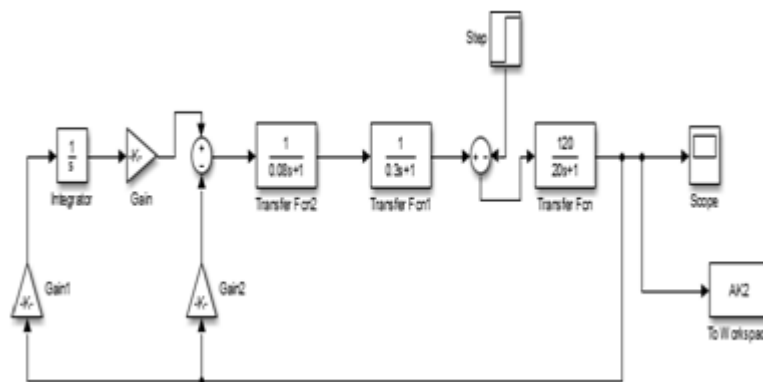 Step
1
s
Integrator
-K-
Gain
+
−
1
0.08s+1
Transfer Fcn2
1
0.3s+1
Transfer Fcn1
+ −
120
20s+1
Transfer Fcn
Scope
-K-
Gain1
-K-
Gain2
AK2
To Workspac